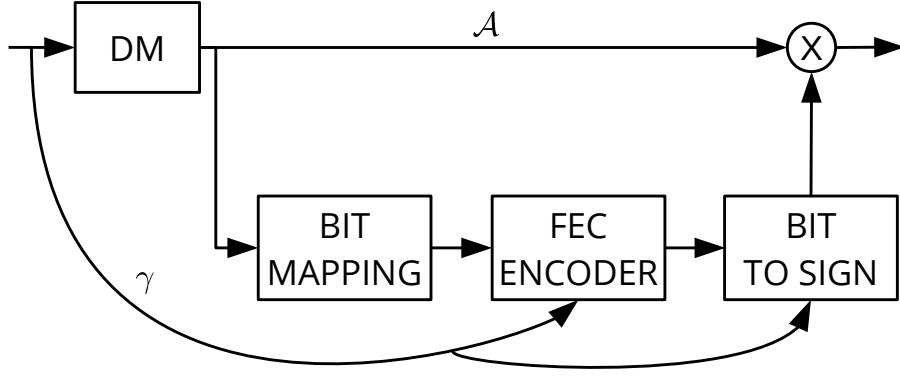 DM
𝒜
X
BIT
MAPPING
FEC
ENCODER
BIT
TO SIGN
γ